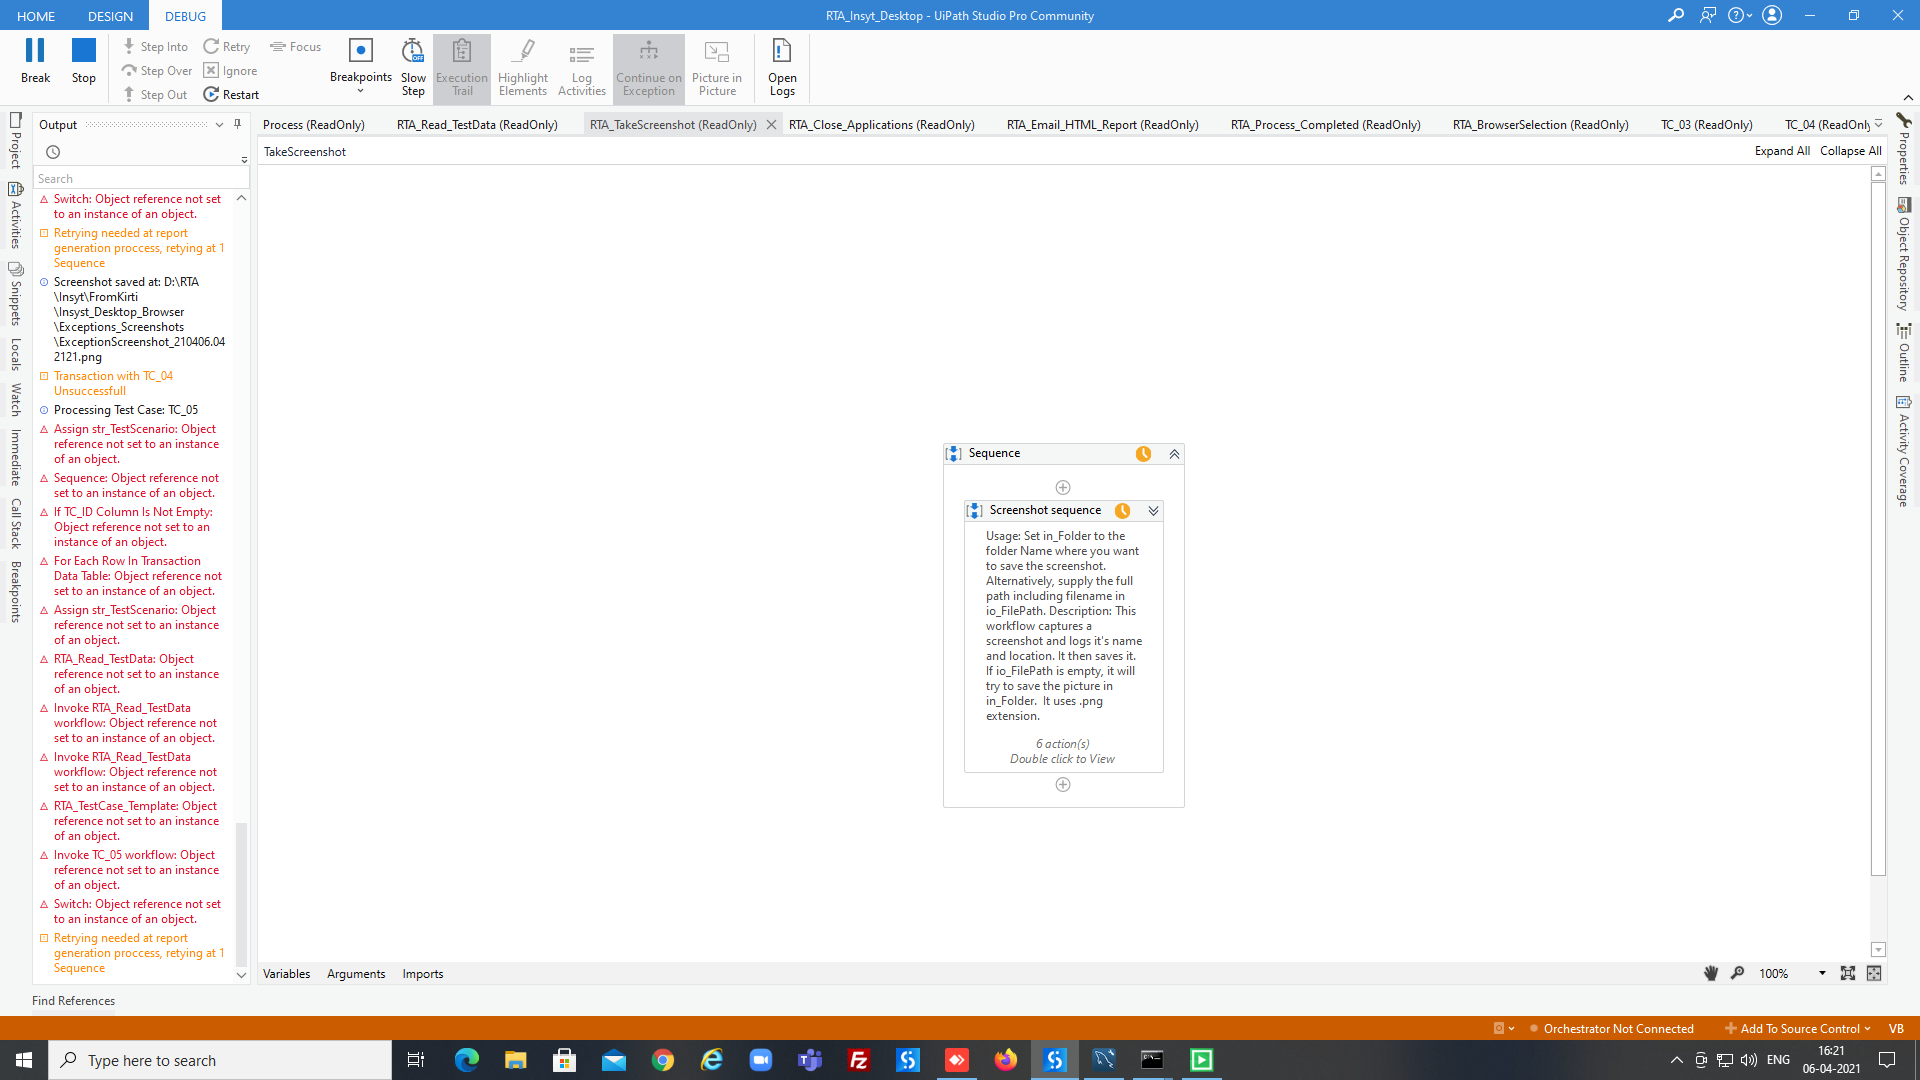 HOME
DESIGN
DEBUG
RTA_Insyt_Desktop - UiPath Studio Pro Community
Break
Stop
Step Into
Step Over
Step Out
Retry
Ignore
Restart
Focus
Breakpoints
Slow
Step
OFF
Execution
Trail
Highlight
Elements
Log
Activities
Continue on
Exception
Picture in
Picture
Open
Logs
Output
Process (ReadOnly)
RTA_Read_TestData (ReadOnly)
RTA_TakeScreenshot (ReadOnly)
RTA_Close_Applications (ReadOnly)
RTA_Email_HTML_Report (ReadOnly)
RTA_Process_Completed (ReadOnly)
RTA_BrowserSelection (ReadOnly)
TC_03 (ReadOnly)
TC_04 (ReadOnly
TakeScreenshot
Expand All
Collapse All
Project
Activities
Snippets
Locals
Watch
Immediate
Call Stack
Breakpoints
Search
Switch: Object reference not set
to an instance of an object.
Retrying needed at report
generation proccess, retying at 1
Sequence
Screenshot saved at: D:\RTA
\Insyt\FromKirti
\Insyst_Desktop_Browser
\Exceptions_Screenshots
\ExceptionScreenshot_210406.04
2121.png
Transaction with TC_04
Unsuccessfull
Processing Test Case: TC_05
Assign str_TestScenario: Object
reference not set to an instance
of an object.
Sequence: Object reference not
set to an instance of an object.
If TC_ID Column Is Not Empty:
Object reference not set to an
instance of an object.
For Each Row In Transaction
Data Table: Object reference not
set to an instance of an object.
Assign str_TestScenario: Object
reference not set to an instance
of an object.
RTA_Read_TestData: Object
reference not set to an instance
of an object.
Invoke RTA_Read_TestData
workflow: Object reference not
set to an instance of an object.
Invoke RTA_Read_TestData
workflow: Object reference not
set to an instance of an object.
RTA_TestCase_Template: Object
reference not set to an instance
of an object.
Invoke TC_05 workflow: Object
reference not set to an instance
of an object.
Switch: Object reference not set
to an instance of an object.
Retrying needed at report
generation proccess, retying at 1
Sequence
Sequence
Screenshot sequence
Usage: Set in_Folder to the
folder Name where you want
to save the screenshot.
Alternatively, supply the full
path including filename in
io_FilePath. Description: This
workflow captures a
screenshot and logs it's name
and location. It then saves it.
If io_FilePath is empty, it will
try to save the picture in
in_Folder.  It uses .png
extension.
6 action(s)
Double click to View
Properties
Object Repository
Outline
Activity Coverage
Variables
Arguments
Imports
100%
Find References
Orchestrator Not Connected
Add To Source Control
VB
Type here to search
ENG
16:21
06-04-2021